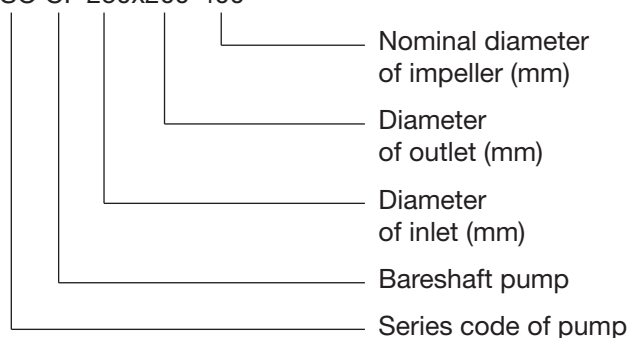 Nominal diameter
of impeller (mm)
Diameter
of outlet (mm)
Diameter
of inlet (mm)
Bareshaft pump
Series code of pump